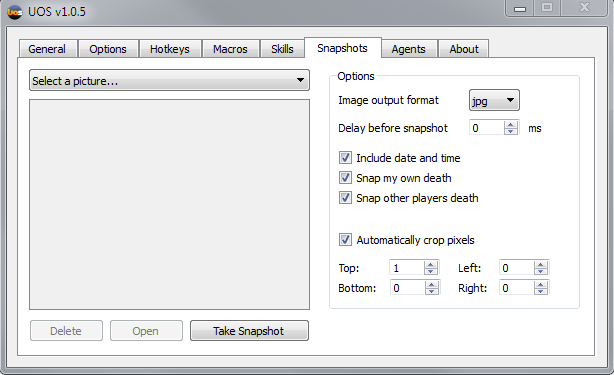 UOS UOS v1.0.5
General Options Hotkeys Macros Skills Snapshots Agents About
Select a picture...
Options
Image output format jpg
Delay before snapshot 0 ms
Include date and time
Snap my own death
Snap other players death
Automatically crop pixels
Top: 1 Left: 0
Bottom: 0 Right: 0
Delete Open Take Snapshot